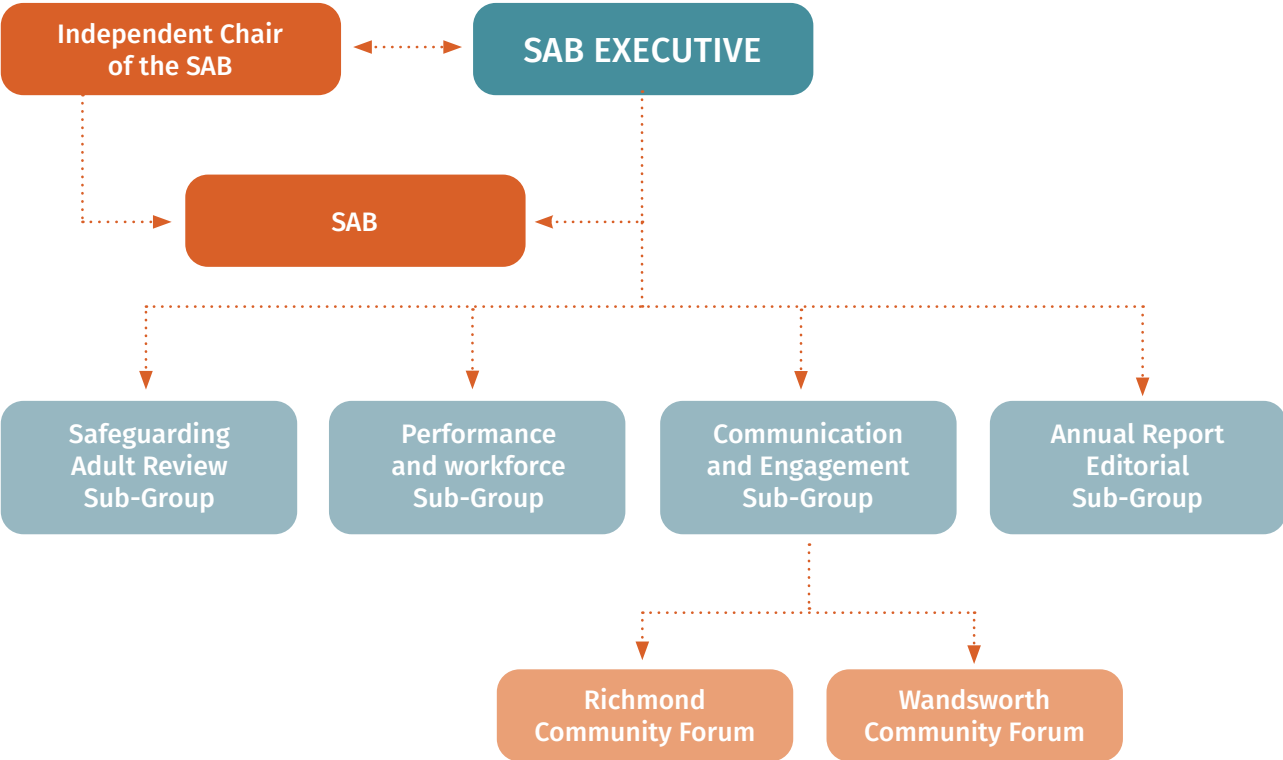 Independent Chair
of the SAB
SAB EXECUTIVE
SAB
Safeguarding
Adult Review
Sub-Group
Performance
and workforce
Sub-Group
Communication
and Engagement
Sub-Group
Annual Report
Editorial
Sub-Group
Richmond
Community Forum
Wandsworth
Community Forum